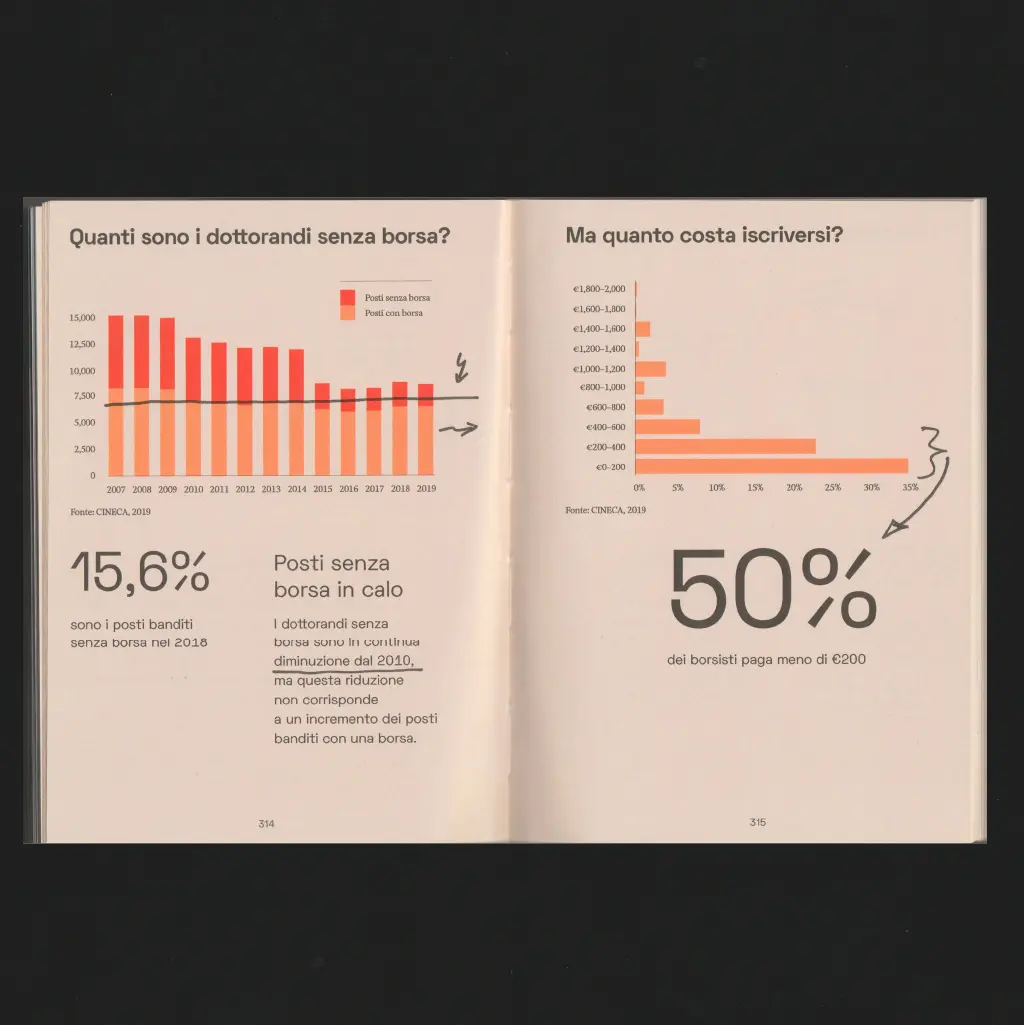 Quanti sono i dottorandi senza borsa?
Posti senza borsa
Posti con borsa
15,000
12,500
10,000
7,500
5,000
2,500
0
2007 2008 2009 2010 2011 2012 2013 2014 2015 2016 2017 2018 2019
Fonte: CINECA, 2019
15,6%
sono i posti banditi
senza borsa nel 2018
Posti senza
borsa in calo
I dottorandi senza
borsa sono in continua
diminuzione dal 2010,
ma questa riduzione
non corrisponde
a un incremento dei posti
banditi con una borsa.
314
Ma quanto costa iscriversi?
€1,800–2,000
€1,600–1,800
€1,400–1,600
€1,200–1,400
€1,000–1,200
€800–1,000
€600–800
€400–600
€200–400
€0–200
0% 5% 10% 15% 20% 25% 30% 35%
Fonte: CINECA, 2019
50%
dei borsisti paga meno di €200
315